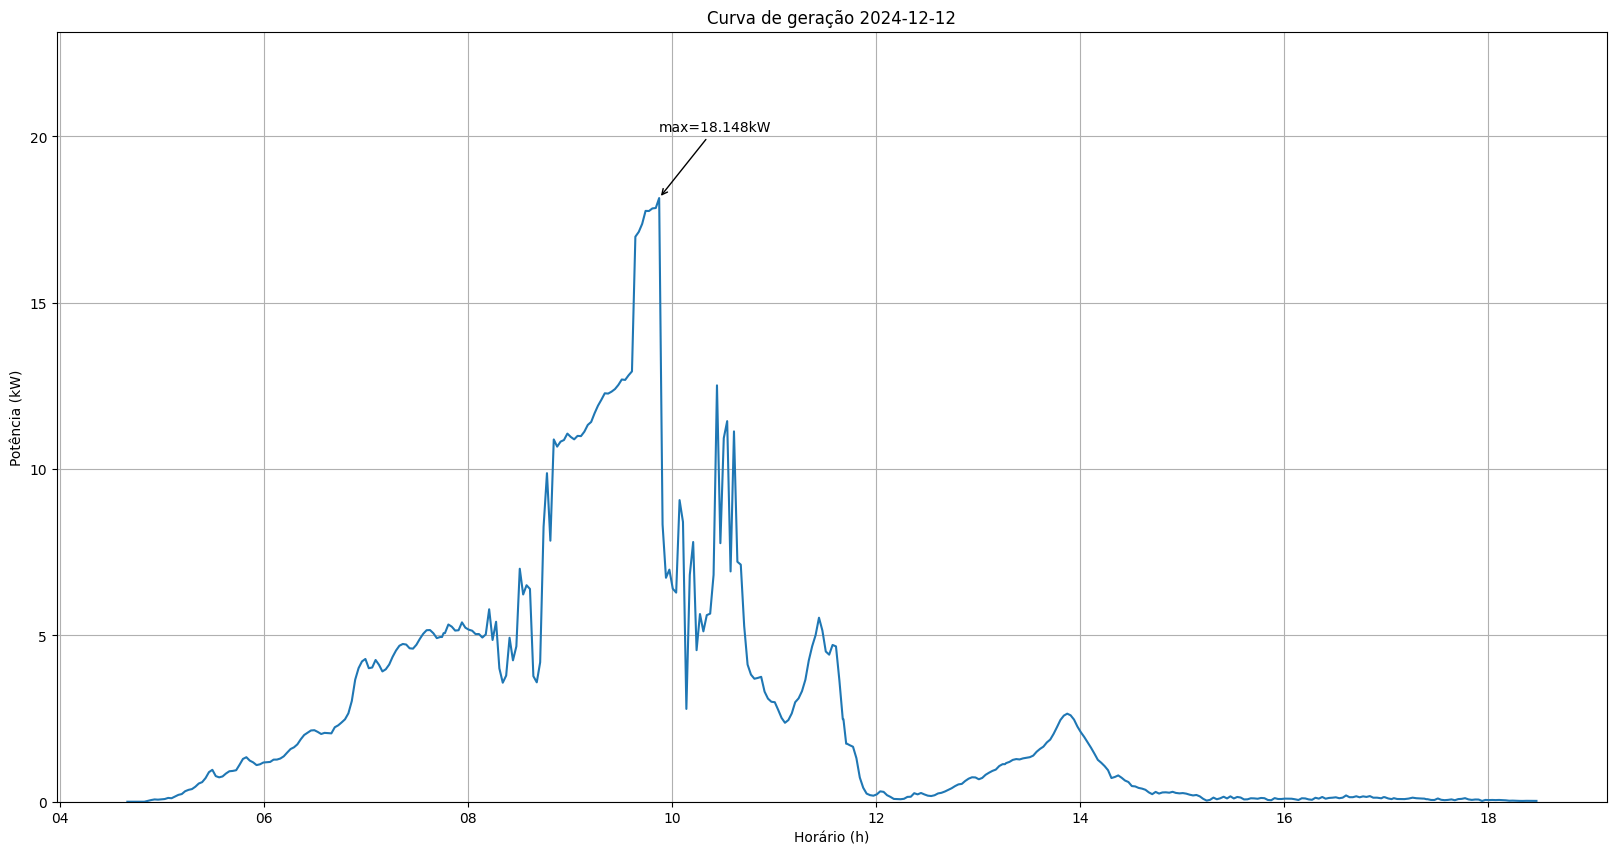 Curva de geração 2024-12-12
max=18.148kW
20
15
10
5
0
Potência (kW)
04 06 08 10 12 14 16 18
Horário (h)